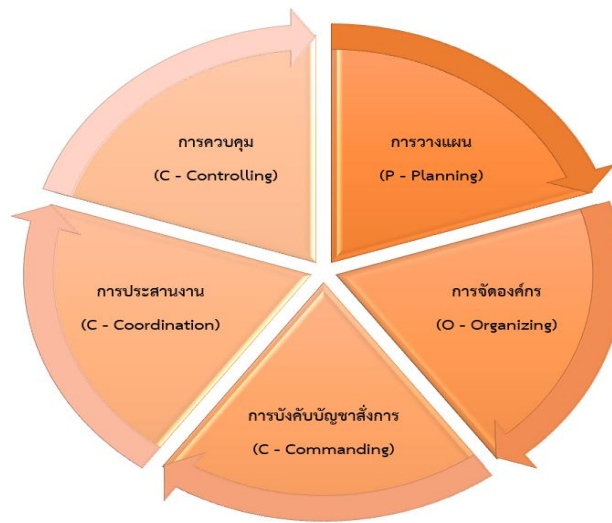 การควบคุม
(C - Controlling)
การวางแผน
(P - Planning)
การประสานงาน
(C - Coordination)
การจัดองค์กร
(O - Organizing)
การบังคับบัญชาสั่งการ
(C - Commanding)